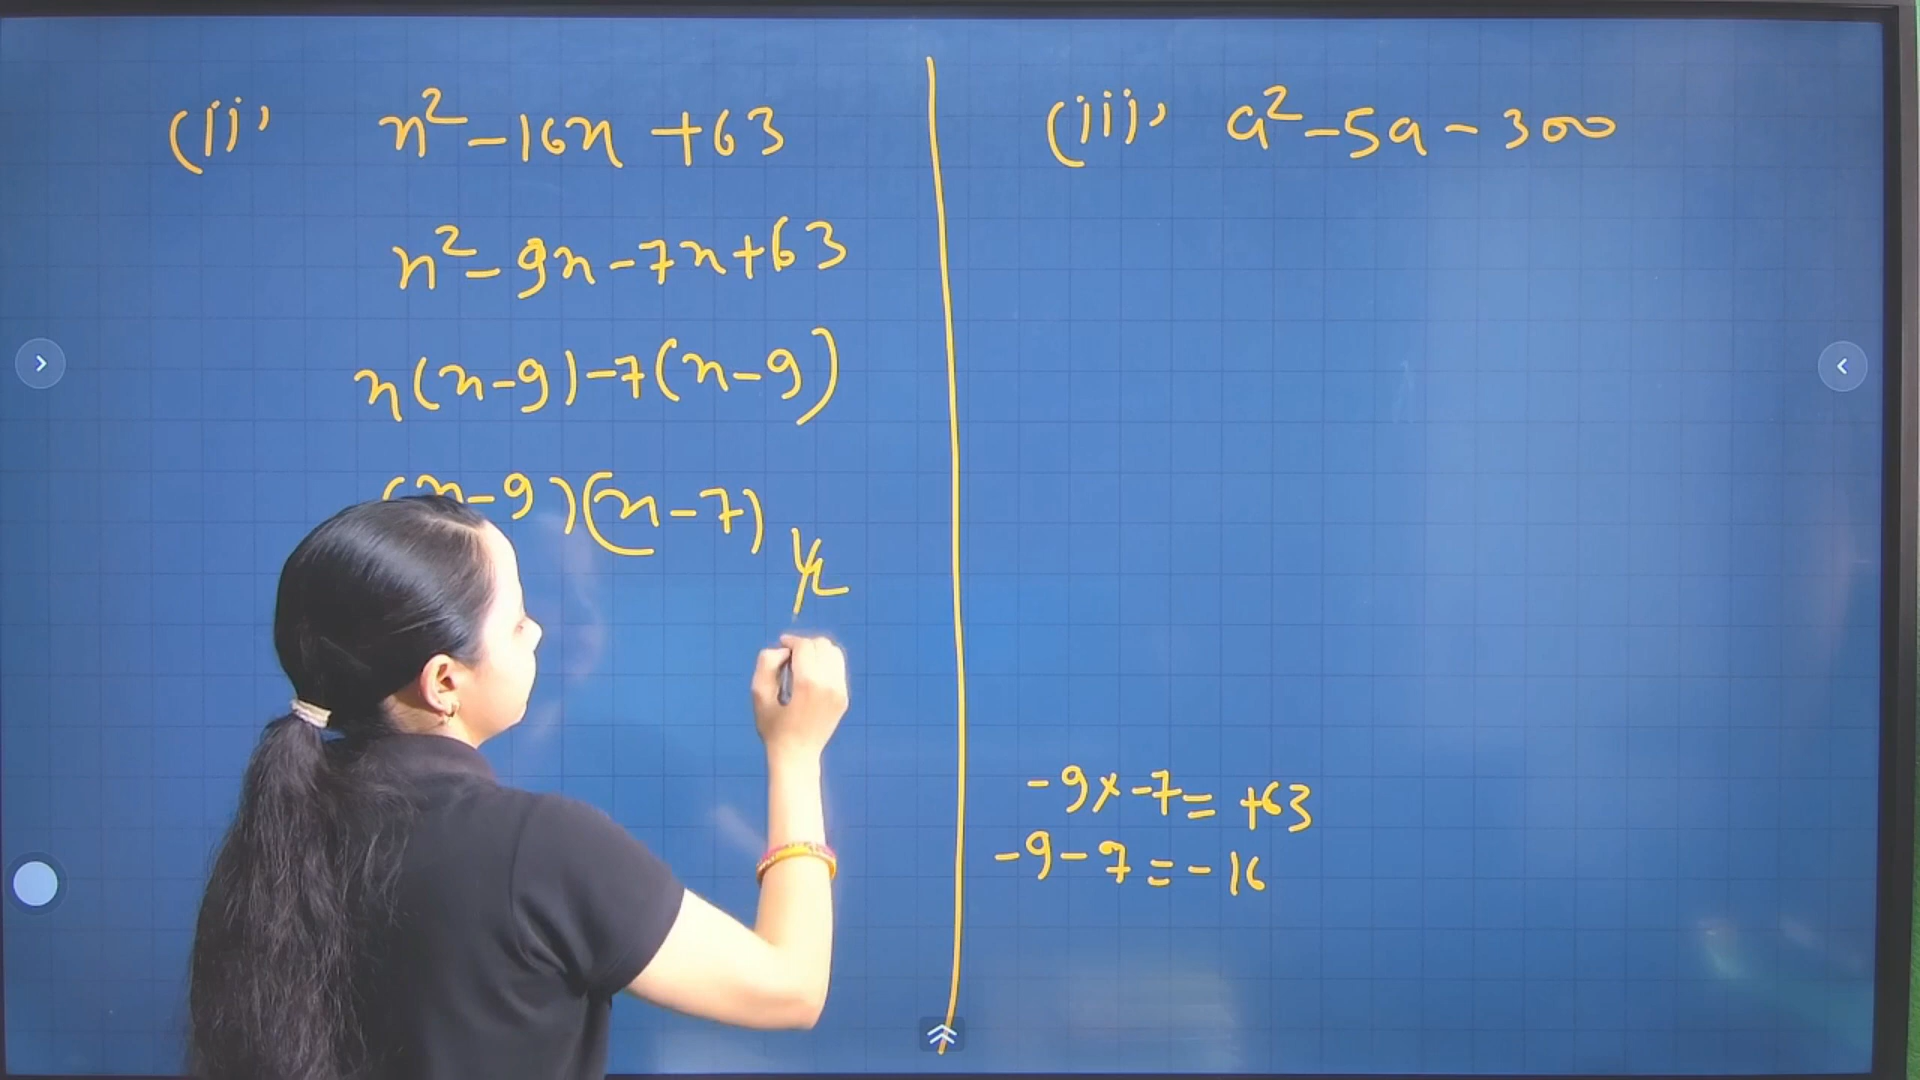 (ii) x² - 16x + 63
x² - 9x - 7x + 63
x(x-9) - 7(x-9)
(x-9)(x-7)
(iii) a² - 5a - 300
-9 × -7 = +63
-9 - 7 = -16